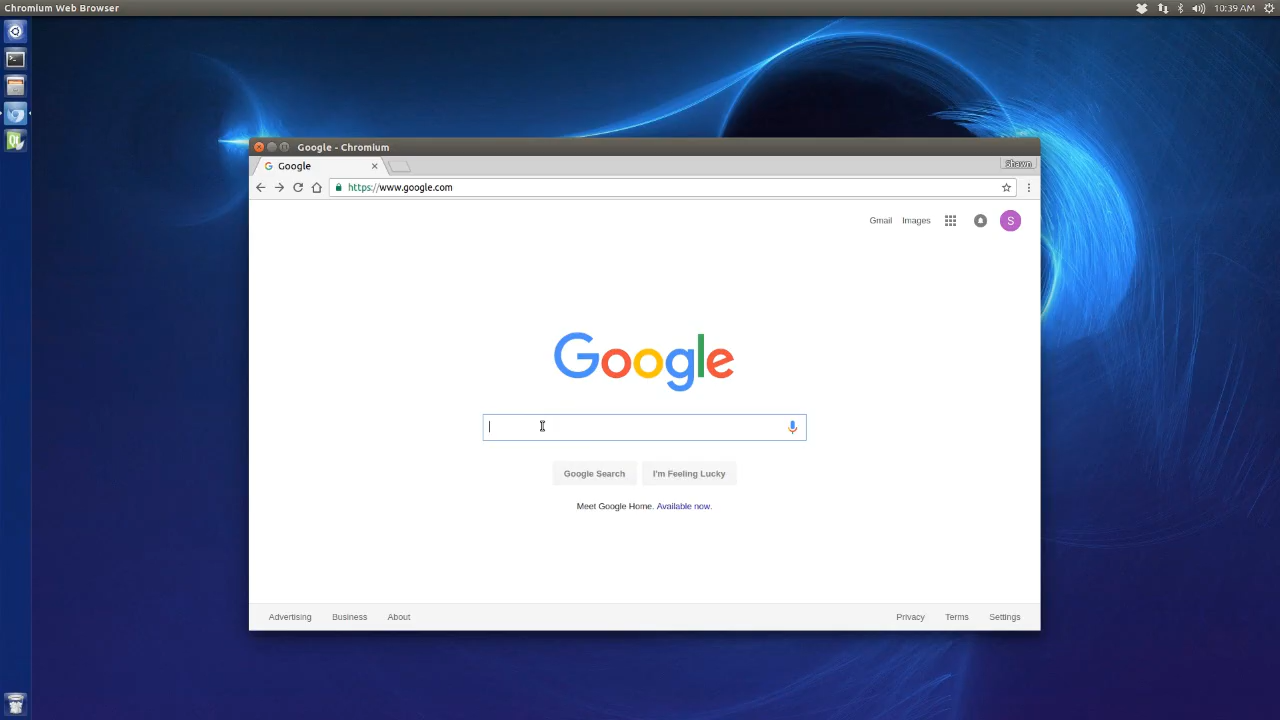 Chromium Web Browser
10:39 AM
Google - Chromium
Google
Shawn
https://www.google.com
Gmail Images
S
Google
Google Search I'm Feeling Lucky
Meet Google Home. Available now.
Advertising Business About Privacy Terms Settings